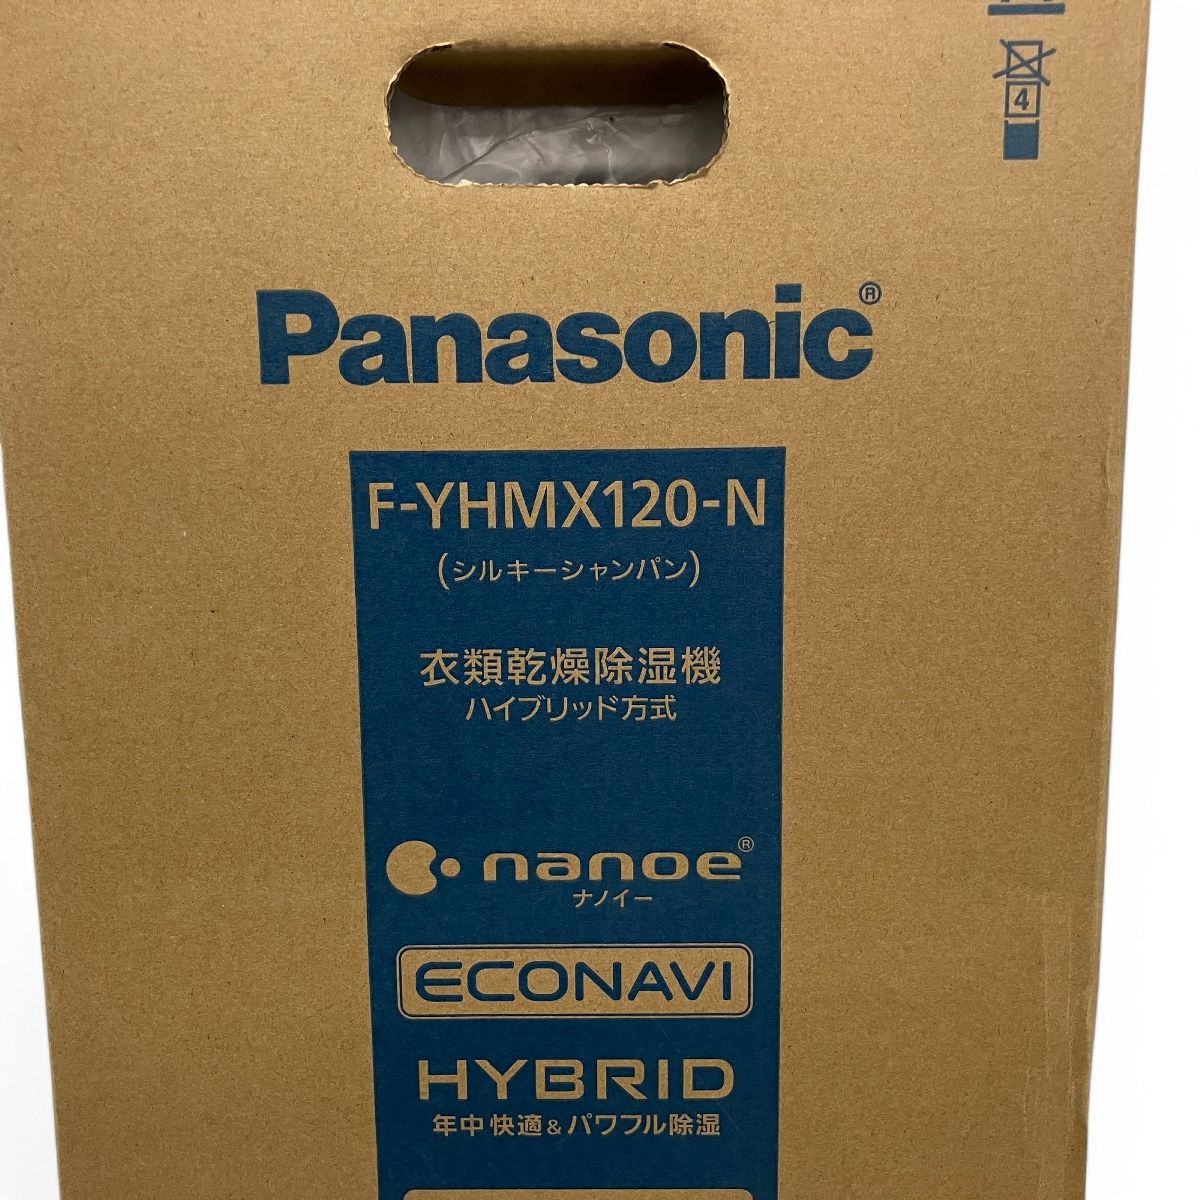 4
Panasonic®
F-YHMX120-N
(シルキーシャンパン)
衣類乾燥除湿機
ハイブリッド方式
nanoe®
ナノイー
ECONAVI
HYBRID
年中快適&パワフル除湿